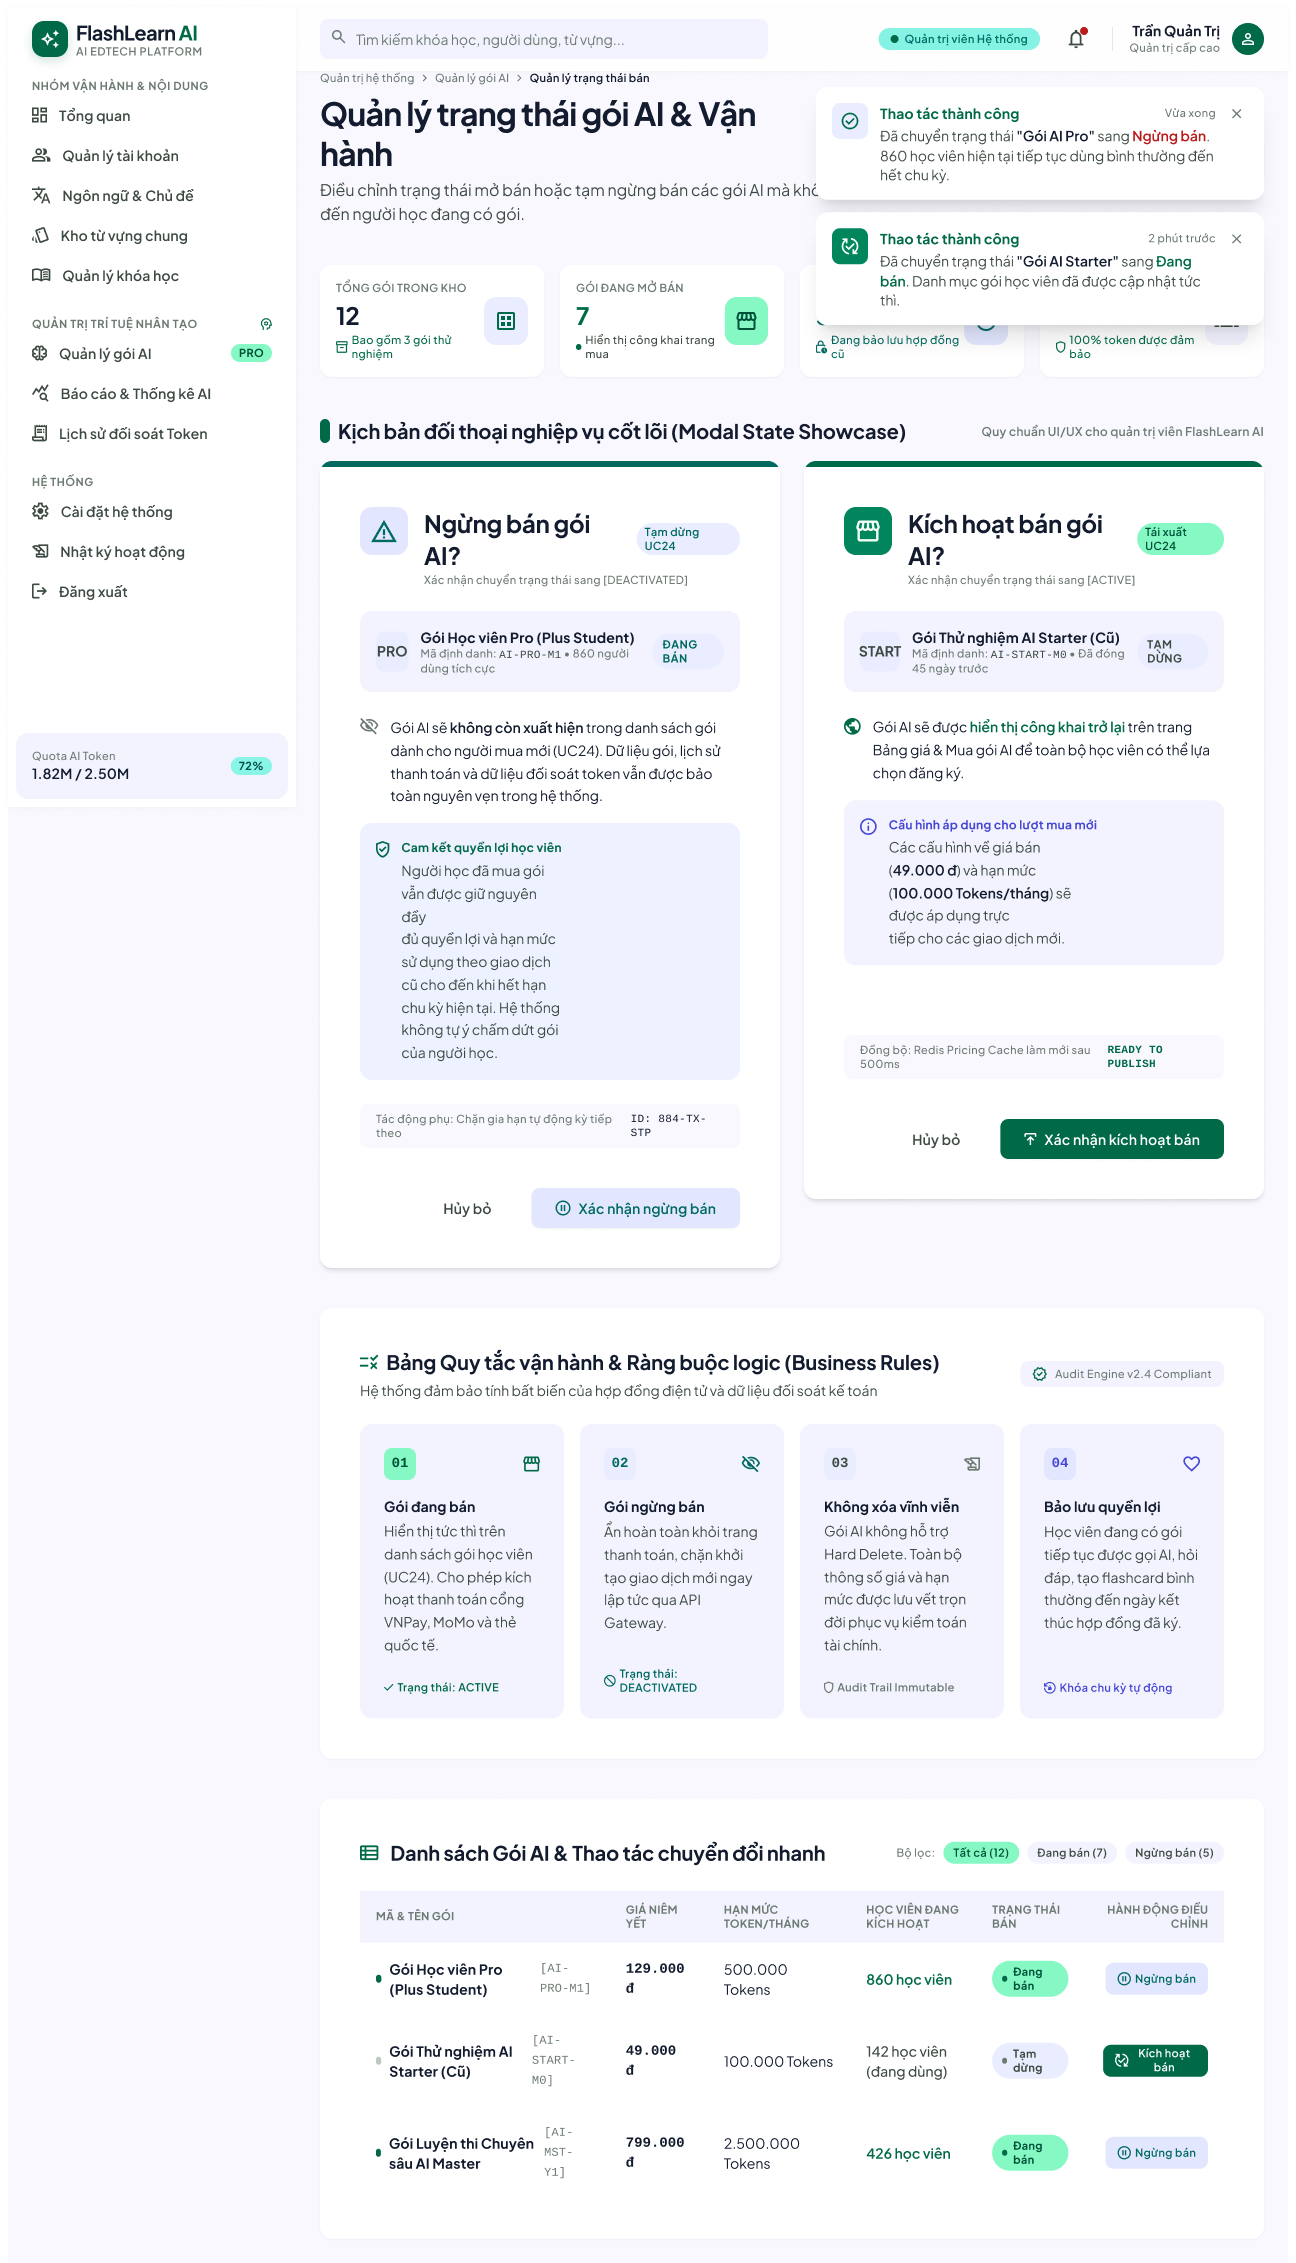 FlashLearn AI
AI EDTECH PLATFORM
NHÓM VẬN HÀNH & NỘI DUNG
Tổng quan
Quản lý tài khoản
Ngôn ngữ & Chủ đề
Kho từ vựng chung
Quản lý khóa học
QUẢN TRỊ TRÍ TUỆ NHÂN TẠO
Quản lý gói AI
PRO
Báo cáo & Thống kê AI
Lịch sử đối soát Token
HỆ THỐNG
Cài đặt hệ thống
Nhật ký hoạt động
Đăng xuất
Quota AI Token
1.82M / 2.50M
72%
Tìm kiếm khóa học, người dùng, từ vựng...
Quản trị viên Hệ thống
Trần Quản Trị
Quản trị cấp cao
Quản trị hệ thống > Quản lý gói AI > Quản lý trạng thái bán
Quản lý trạng thái gói AI & Vận
hành
Điều chỉnh trạng thái mở bán hoặc tạm ngừng bán các gói AI mà
đến người học đang có gói.
Thao tác thành công
Vừa xong
Đã chuyển trạng thái "Gói AI Pro" sang Ngừng bán.
860 học viên hiện tại tiếp tục dùng bình thường đến
hết chu kỳ.
Thao tác thành công
2 phút trước
Đã chuyển trạng thái "Gói AI Starter" sang Đang
bán. Danh mục gói học viên đã được cập nhật tức
thì.
TỔNG GÓI TRONG KHO
12
Bao gồm 3 gói thử
nghiệm
GÓI ĐANG MỞ BÁN
7
Hiển thị công khai trang
mua
Đang bảo lưu hợp đồng
cũ
100% token được đảm
bảo
Kịch bản đối thoại nghiệp vụ cốt lõi (Modal State Showcase)
Quy chuẩn UI/UX cho quản trị viên FlashLearn AI
Ngừng bán gói
AI?
Tạm dừng
UC24
Xác nhận chuyển trạng thái sang [DEACTIVATED]
PRO
Gói Học viên Pro (Plus Student)
Mã định danh: AI-PRO-M1 • 860 người
dùng tích cực
ĐANG
BÁN
Gói AI sẽ không còn xuất hiện trong danh sách gói
dành cho người mua mới (UC24). Dữ liệu gói, lịch sử
thanh toán và dữ liệu đối soát token vẫn được bảo
toàn nguyên vẹn trong hệ thống.
Cam kết quyền lợi học viên
Người học đã mua gói
vẫn được giữ nguyên
đầy
đủ quyền lợi và hạn mức
sử dụng theo giao dịch
cũ cho đến khi hết hạn
chu kỳ hiện tại. Hệ thống
không tự ý chấm dứt gói
của người học.
Tác động phụ: Chặn gia hạn tự động kỳ tiếp
theo
ID: 884-TX-
STP
Hủy bỏ
Xác nhận ngừng bán
Kích hoạt bán gói
AI?
Tái xuất
UC24
Xác nhận chuyển trạng thái sang [ACTIVE]
START
Gói Thử nghiệm AI Starter (Cũ)
Mã định danh: AI-START-M0 • Đã đóng
45 ngày trước
TẠM
DỪNG
Gói AI sẽ được hiển thị công khai trở lại trên trang
Bảng giá & Mua gói AI để toàn bộ học viên có thể lựa
chọn đăng ký.
Cấu hình áp dụng cho lượt mua mới
Các cấu hình về giá bán
(49.000 đ) và hạn mức
(100.000 Tokens/tháng) sẽ
được áp dụng trực
tiếp cho các giao dịch mới.
Đồng bộ: Redis Pricing Cache làm mới sau
500ms
READY TO
PUBLISH
Hủy bỏ
Xác nhận kích hoạt bán
Bảng Quy tắc vận hành & Ràng buộc logic (Business Rules)
Hệ thống đảm bảo tính bất biến của hợp đồng điện tử và dữ liệu đối soát kế toán
Audit Engine v2.4 Compliant
01
Gói đang bán
Hiển thị tức thì trên
danh sách gói học viên
(UC24). Cho phép kích
hoạt thanh toán cổng
VNPay, MoMo và thẻ
quốc tế.
Trạng thái: ACTIVE
02
Gói ngừng bán
Ẩn hoàn toàn khỏi trang
thanh toán, chặn khởi
tạo giao dịch mới ngay
lập tức qua API
Gateway.
Trạng thái:
DEACTIVATED
03
Không xóa vĩnh viễn
Gói AI không hỗ trợ
Hard Delete. Toàn bộ
thông số giá và hạn
mức được lưu vết trọn
đời phục vụ kiểm toán
tài chính.
Audit Trail Immutable
04
Bảo lưu quyền lợi
Học viên đang có gói
tiếp tục được gọi AI, hỏi
đáp, tạo flashcard bình
thường đến ngày kết
thúc hợp đồng đã ký.
Khóa chu kỳ tự động
Danh sách Gói AI & Thao tác chuyển đổi nhanh
Bộ lọc:
Tất cả (12)
Đang bán (7)
Ngừng bán (5)
MÃ & TÊN GÓI
GIÁ NIÊM
YẾT
HẠN MỨC
TOKEN/THÁNG
HỌC VIÊN ĐANG
KÍCH HOẠT
TRẠNG THÁI
BÁN
HÀNH ĐỘNG ĐIỀU
CHỈNH
Gói Học viên Pro
(Plus Student)
[AI-
PRO-M1]
129.000
đ
500.000
Tokens
860 học viên
Đang
bán
Ngừng bán
Gói Thử nghiệm AI
Starter (Cũ)
[AI-
START-
M0]
49.000
đ
100.000 Tokens
142 học viên
(đang dùng)
Tạm
dừng
Kích hoạt
bán
Gói Luyện thi Chuyên
sâu AI Master
[AI-
MST-
Y1]
799.000
đ
2.500.000
Tokens
426 học viên
Đang
bán
Ngừng bán